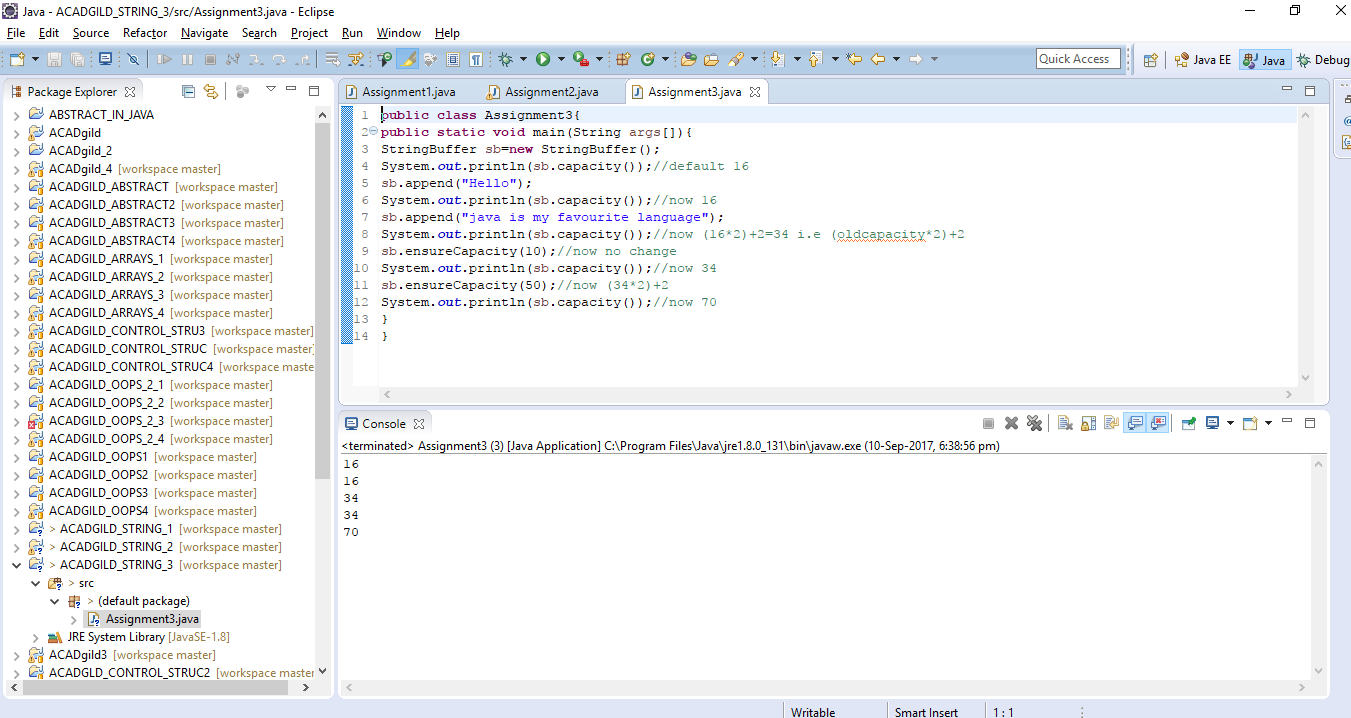 Java - ACADGILD_STRING_3/src/Assignment3.java - Eclipse
File Edit Source Refactor Navigate Search Project Run Window Help
Quick Access Java EE Java Debug
Package Explorer
ABSTRACT_IN_JAVA
ACADgild
ACADgild_2
ACADgild_4 [workspace master]
ACADGILD_ABSTRACT [workspace master]
ACADGILD_ABSTRACT2 [workspace master]
ACADGILD_ABSTRACT3 [workspace master]
ACADGILD_ABSTRACT4 [workspace master]
ACADGILD_ARRAYS_1 [workspace master]
ACADGILD_ARRAYS_2 [workspace master]
ACADGILD_ARRAYS_3 [workspace master]
ACADGILD_ARRAYS_4 [workspace master]
ACADGILD_CONTROL_STRU3 [workspace master]
ACADGILD_CONTROL_STRUC [workspace master]
ACADGILD_CONTROL_STRUC4 [workspace maste
ACADGILD_OOPS_2_1 [workspace master]
ACADGILD_OOPS_2_2 [workspace master]
ACADGILD_OOPS_2_3 [workspace master]
ACADGILD_OOPS_2_4 [workspace master]
ACADGILD_OOPS1 [workspace master]
ACADGILD_OOPS2 [workspace master]
ACADGILD_OOPS3 [workspace master]
ACADGILD_OOPS4 [workspace master]
> ACADGILD_STRING_1 [workspace master]
> ACADGILD_STRING_2 [workspace master]
> ACADGILD_STRING_3 [workspace master]
> src
> (default package)
Assignment3.java
JRE System Library [JavaSE-1.8]
ACADgild3 [workspace master]
ACADGLD_CONTROL_STRUC2 [workspace master
Assignment1.java Assignment2.java Assignment3.java
1 public class Assignment3{
2 public static void main(String args[]){
3 StringBuffer sb=new StringBuffer();
4 System.out.println(sb.capacity());//default 16
5 sb.append("Hello");
6 System.out.println(sb.capacity());//now 16
7 sb.append("java is my favourite language");
8 System.out.println(sb.capacity());//now (16*2)+2=34 i.e (oldcapacity*2)+2
9 sb.ensureCapacity(10);//now no change
10 System.out.println(sb.capacity());//now 34
11 sb.ensureCapacity(50);//now (34*2)+2
12 System.out.println(sb.capacity());//now 70
13 }
14 }
Console
<terminated> Assignment3 (3) [Java Application] C:\Program Files\Java\jre1.8.0_131\bin\javaw.exe (10-Sep-2017, 6:38:56 pm)
16
16
34
34
70
Writable Smart Insert 1 : 1